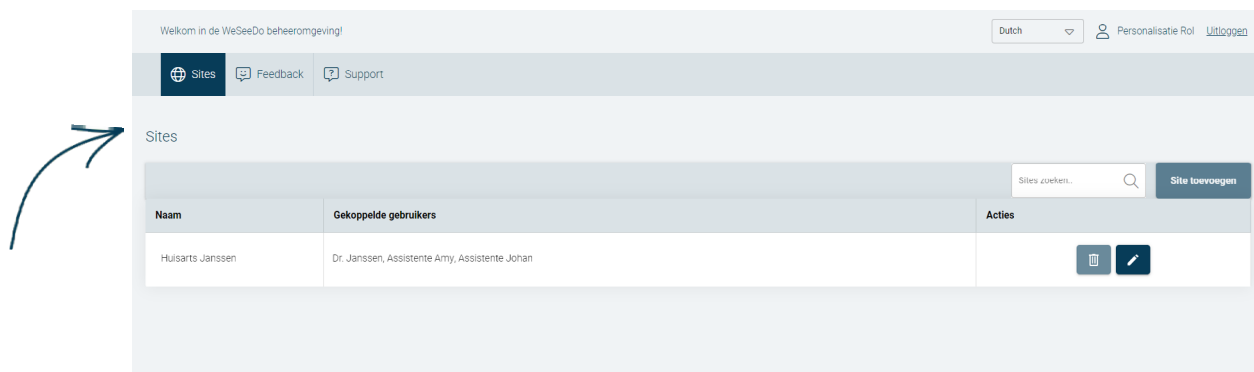 Welkom in de WeSeeDo beheeromgeving! Dutch Personalisatie Rol Uitloggen
Sites Feedback Support
Sites
Sites zoeken.. Site toevoegen
Naam Gekoppelde gebruikers Acties
Huisarts Janssen Dr. Janssen, Assistente Amy, Assistente Johan